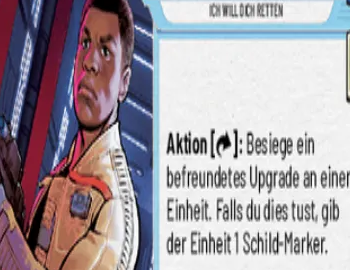 ICH WILL DICH RETTEN
Aktion [⤵]: Besiege ein
befreundetes Upgrade an einer
Einheit. Falls du dies tust, gib
der Einheit 1 Schild-Marker.